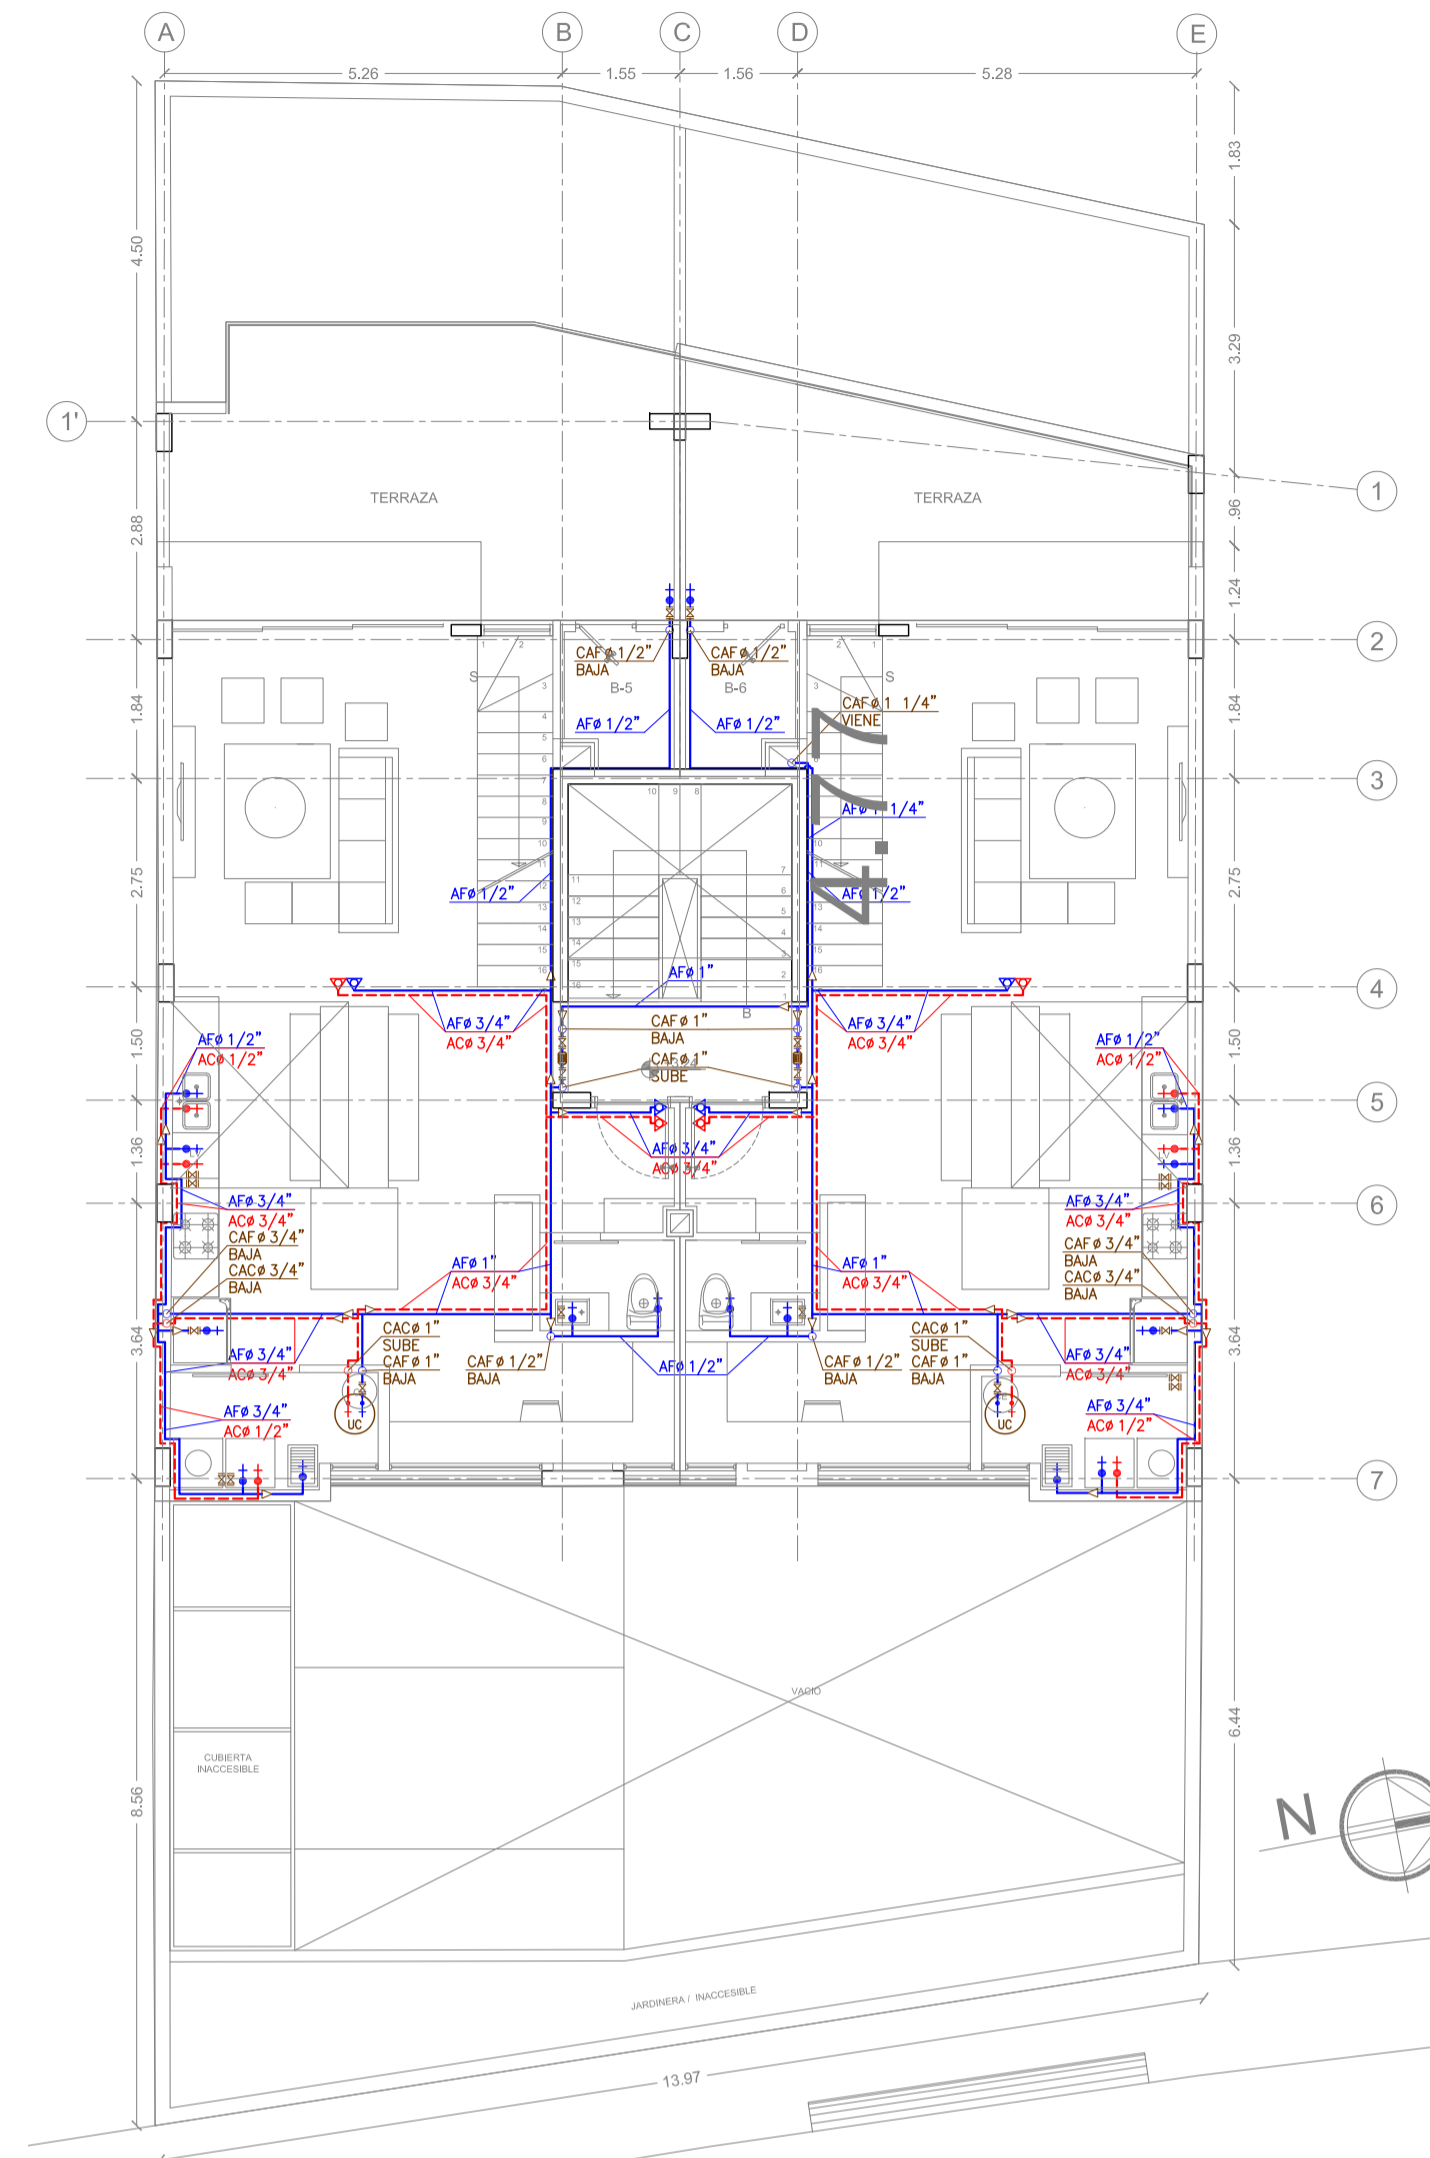 A
B
C
D
E
5.26
1.55
1.56
5.28
4.50
1.83
3.29
1'
1
TERRAZA
TERRAZA
2.88
.96
1.24
2
CAFø 1/2"
BAJA
CAFø 1/2"
BAJA
B-5
B-6
S
S
1.84
1.84
AFø 1/2"
AFø 1/2"
CAFø 1 1/4"
VIENE
3
4.77
2.75
2.75
AFø 1/2"
AFø 1/2"
AFø 1"
4
AFø 3/4"
ACø 3/4"
CAFø 1"
BAJA
AFø 3/4"
ACø 3/4"
B
1.50
1.50
AFø 1/2"
ACø 1/2"
AFø 1/2"
ACø 1/2"
CAFø 1"
SUBE
5
AFø 3/4"
ACø 3/4"
1.36
1.36
AFø 3/4"
ACø 3/4"
AFø 3/4"
ACø 3/4"
6
CAFø 3/4"
BAJA
CACø 3/4"
BAJA
CAFø 3/4"
BAJA
CACø 3/4"
BAJA
AFø 1"
ACø 3/4"
AFø 1"
ACø 3/4"
3.64
3.64
AFø 3/4"
ACø 3/4"
CACø 1"
SUBE
CAFø 1"
BAJA
CAFø 1/2"
BAJA
AFø 1/2"
CAFø 1/2"
BAJA
CACø 1"
SUBE
CAFø 1"
BAJA
AFø 3/4"
ACø 3/4"
AFø 3/4"
ACø 1/2"
UC
UC
AFø 3/4"
ACø 1/2"
7
VACIO
CUBIERTA
INACCESIBLE
8.56
6.44
N
JARDINERA / INACCESIBLE
13.97